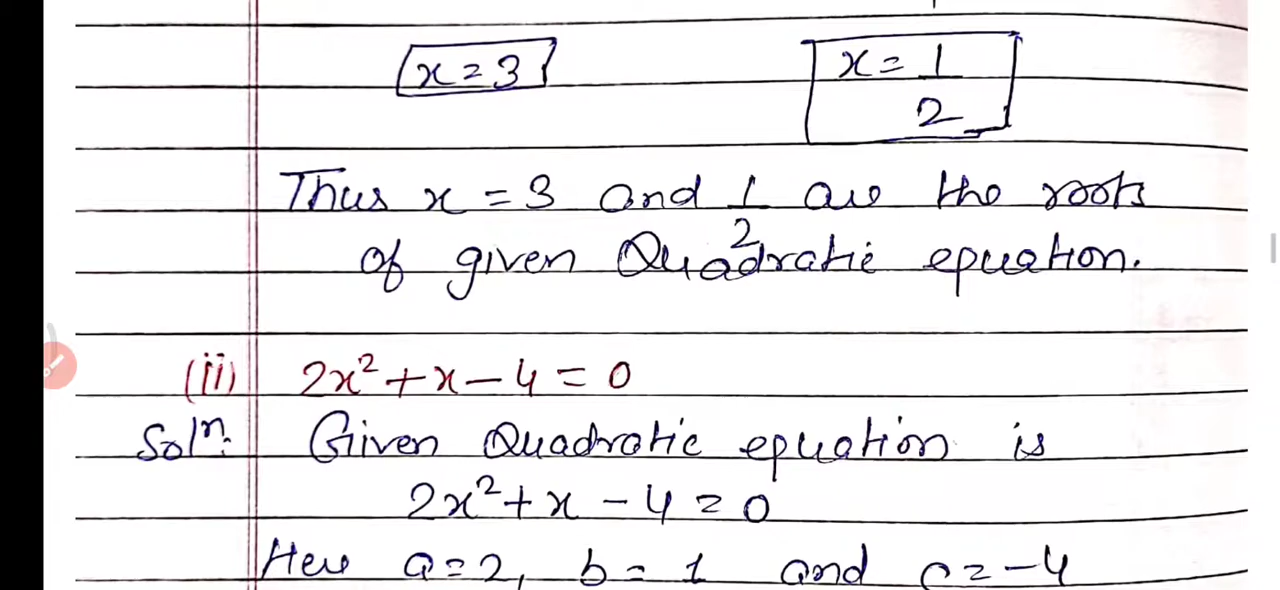 x = 3
x = 1/2
Thus x = 3 and 1/2 are the roots
of given Quadratic equation.
(ii) 2x² + x - 4 = 0
Solⁿ: Given Quadratic equation is
2x² + x - 4 = 0
Here a = 2, b = 1 and c = -4